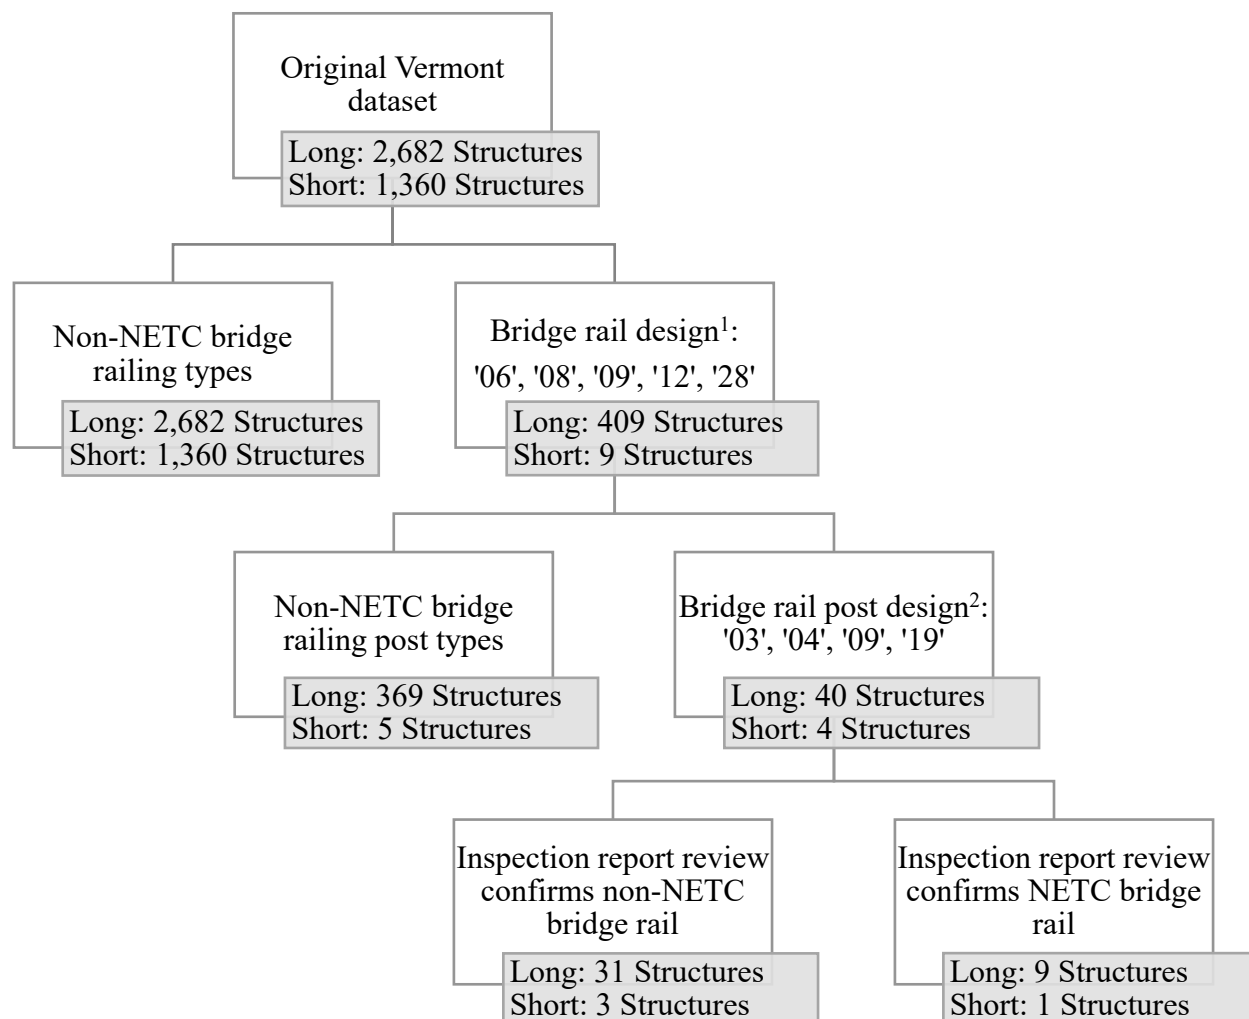 Original Vermont
dataset
Long: 2,682 Structures
Short: 1,360 Structures
Non-NETC bridge
railing types
Long: 2,682 Structures
Short: 1,360 Structures
Bridge rail design¹:
'06', '08', '09', '12', '28'
Long: 409 Structures
Short: 9 Structures
Non-NETC bridge
railing post types
Long: 369 Structures
Short: 5 Structures
Bridge rail post design²:
'03', '04', '09', '19'
Long: 40 Structures
Short: 4 Structures
Inspection report review
confirms non-NETC
bridge rail
Long: 31 Structures
Short: 3 Structures
Inspection report review
confirms NETC bridge
rail
Long: 9 Structures
Short: 1 Structures